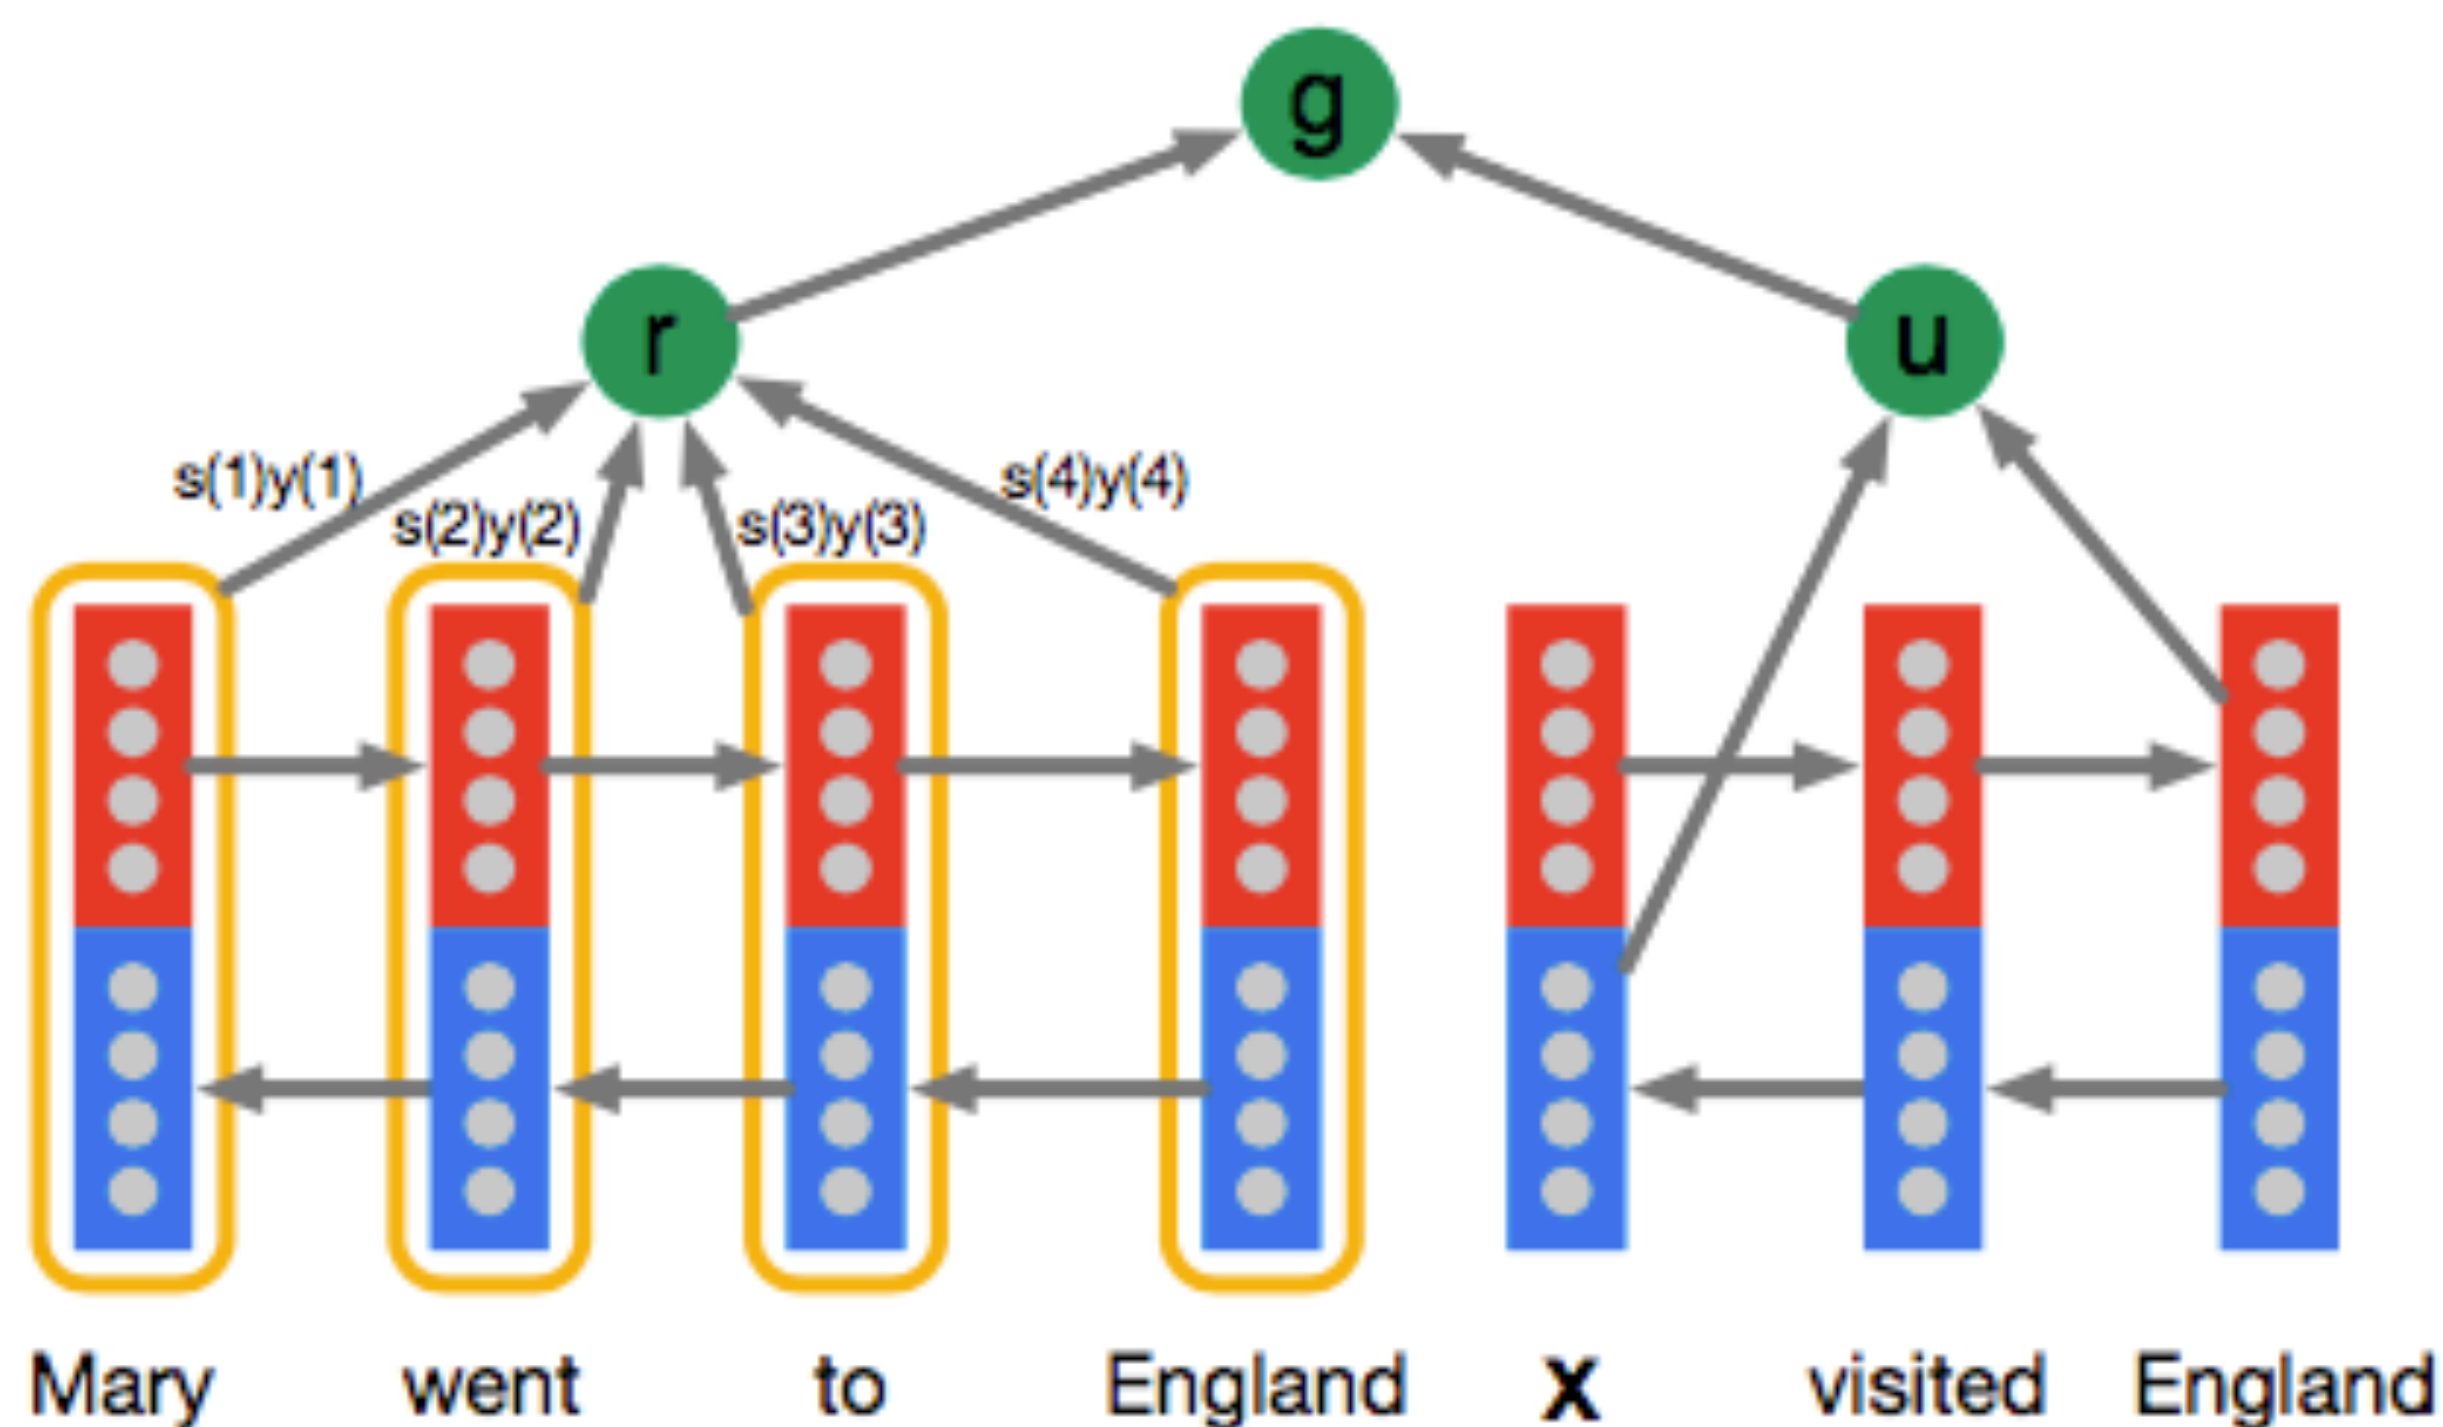 g
r
u
s(1)y(1)
s(2)y(2)
s(3)y(3)
s(4)y(4)
Mary went to England X visited England